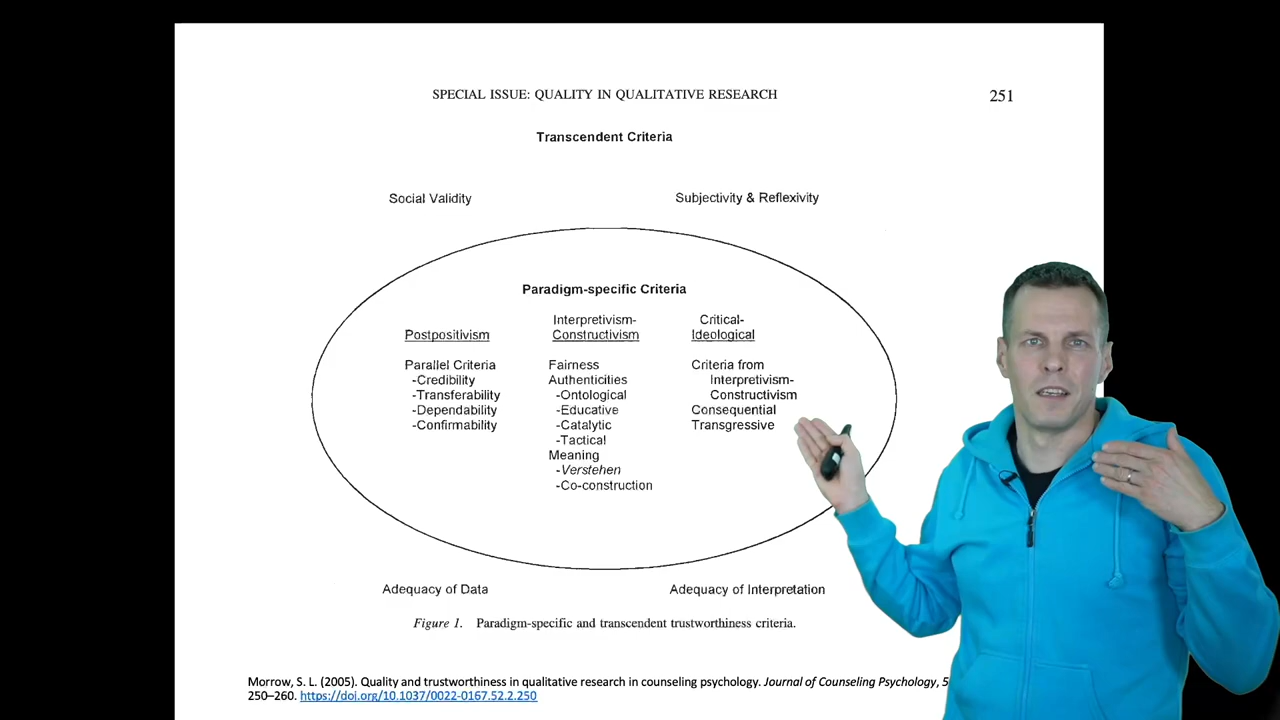 SPECIAL ISSUE: QUALITY IN QUALITATIVE RESEARCH
251
Transcendent Criteria
Social Validity
Subjectivity & Reflexivity
Paradigm-specific Criteria
Postpositivism
Parallel Criteria
-Credibility
-Transferability
-Dependability
-Confirmability
Interpretivism-
Constructivism
Fairness
Authenticities
-Ontological
-Educative
-Catalytic
-Tactical
Meaning
-Verstehen
-Co-construction
Critical-
Ideological
Criteria from
Interpretivism-
Constructivism
Consequential
Transgressive
Adequacy of Data
Adequacy of Interpretation
Figure 1. Paradigm-specific and transcendent trustworthiness criteria.
Morrow, S. L. (2005). Quality and trustworthiness in qualitative research in counseling psychology. Journal of Counseling Psychology, 5
250–260. https://doi.org/10.1037/0022-0167.52.2.250